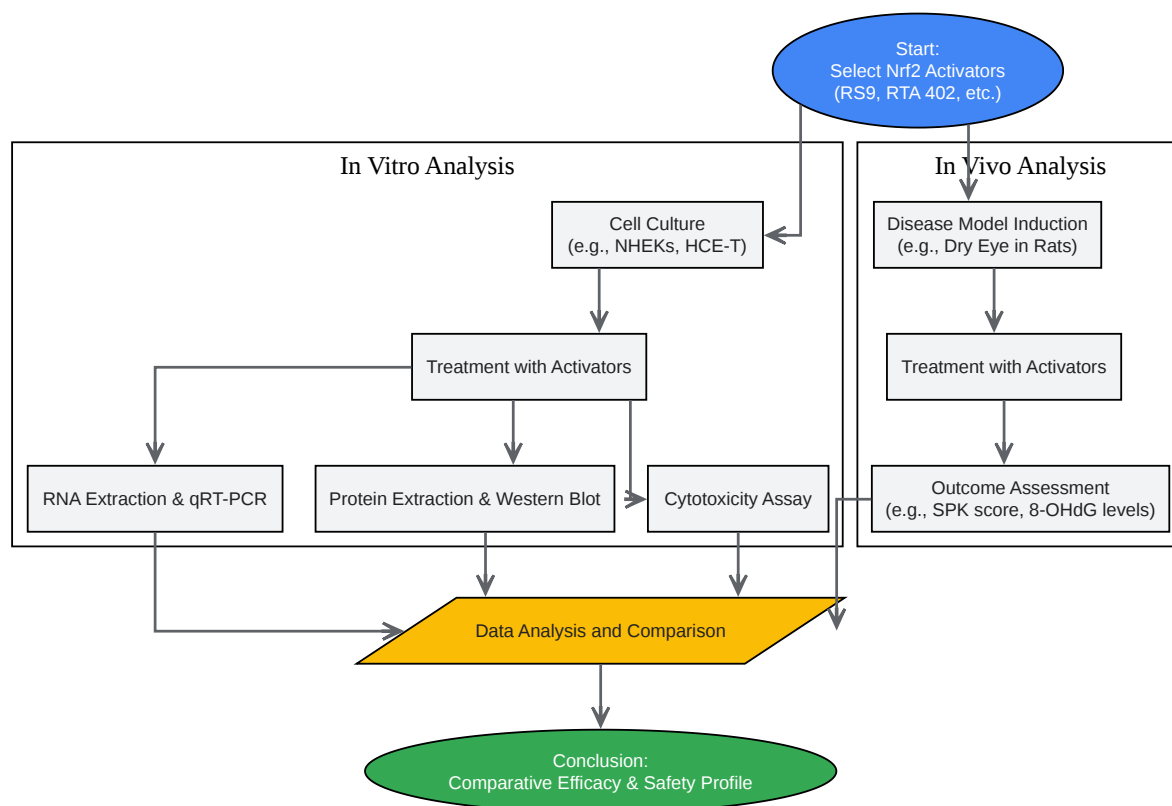 Start:
Select Nrf2 Activators
(RS9, RTA 402, etc.)
In Vitro Analysis
In Vivo Analysis
Cell Culture
(e.g., NHEKs, HCE-T)
Disease Model Induction
(e.g., Dry Eye in Rats)
Treatment with Activators
Treatment with Activators
RNA Extraction & qRT-PCR
Protein Extraction & Western Blot
Cytotoxicity Assay
Outcome Assessment
(e.g., SPK score, 8-OHdG levels)
Data Analysis and Comparison
Conclusion:
Comparative Efficacy & Safety Profile